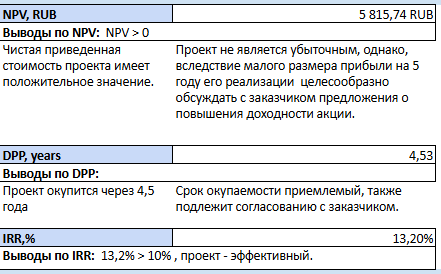 NPV, RUB 5 815,74 RUB
Выводы по NPV: NPV > 0
Чистая приведенная Проект не является убыточным, однако,
стоимость проекта имеет вследствие малого размера прибыли на 5
положительное значение. году его реализации целесообразно
обсуждать с заказчиком предложения о
повышения доходности акции.
DPP, years 4,53
Выводы по DPP:
Проект окупится через 4,5 Срок окупаемости приемлемый, также
года подлежит согласованию с заказчиком.
IRR,% 13,20%
Выводы по IRR: 13,2% > 10% , проект - эффективный.